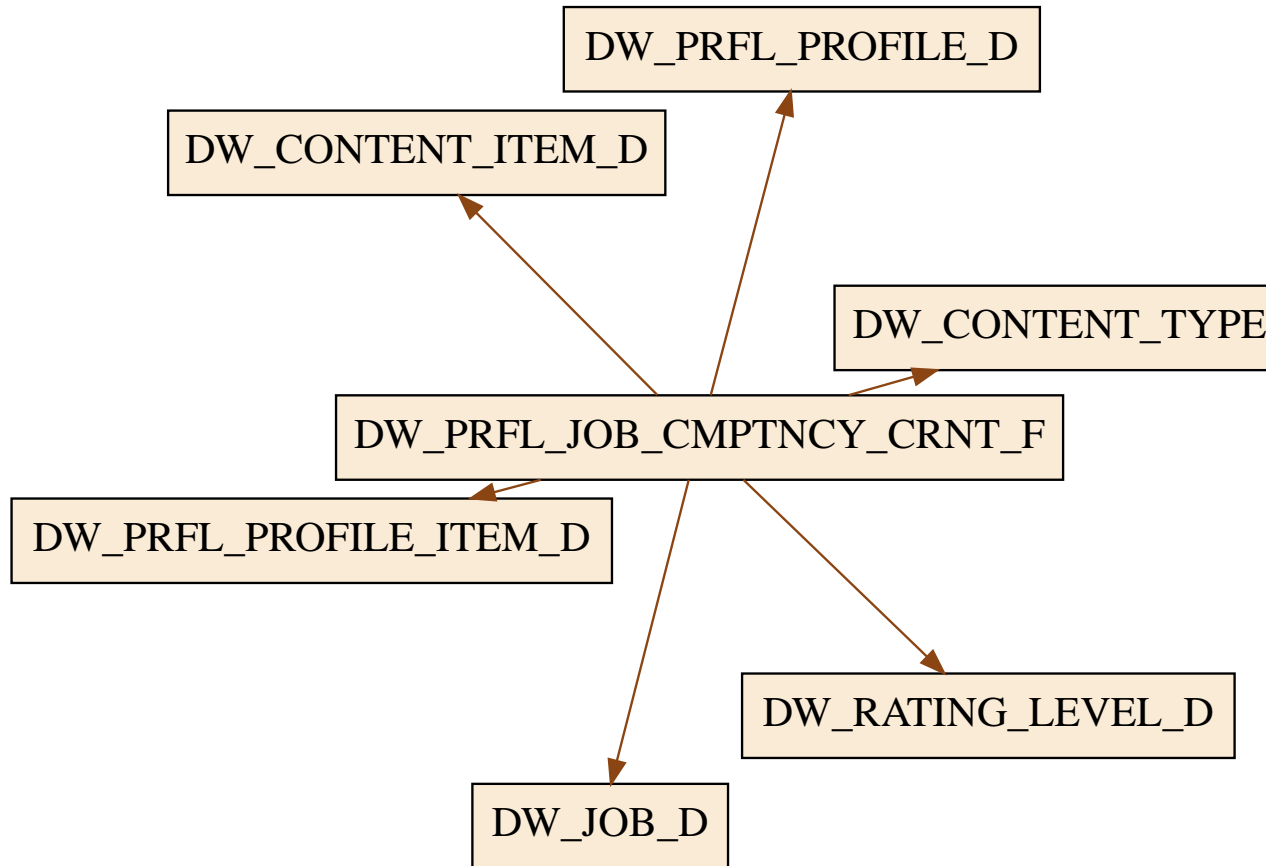 DW_PRFL_PROFILE_D
DW_CONTENT_ITEM_D
DW_CONTENT_TYPE
DW_PRFL_JOB_CMPTNCY_CRNT_F
DW_PRFL_PROFILE_ITEM_D
DW_RATING_LEVEL_D
DW_JOB_D